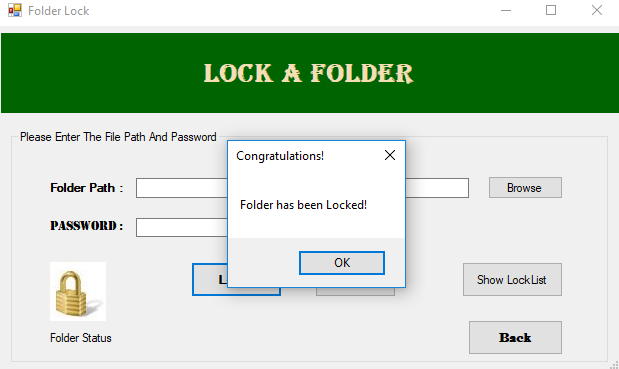 Folder Lock
LOCK A FOLDER
Please Enter The File Path And Password
Congratulations!
Folder Path :
Browse
Folder has been Locked!
PASSWORD :
OK
Show LockList
Folder Status
Back